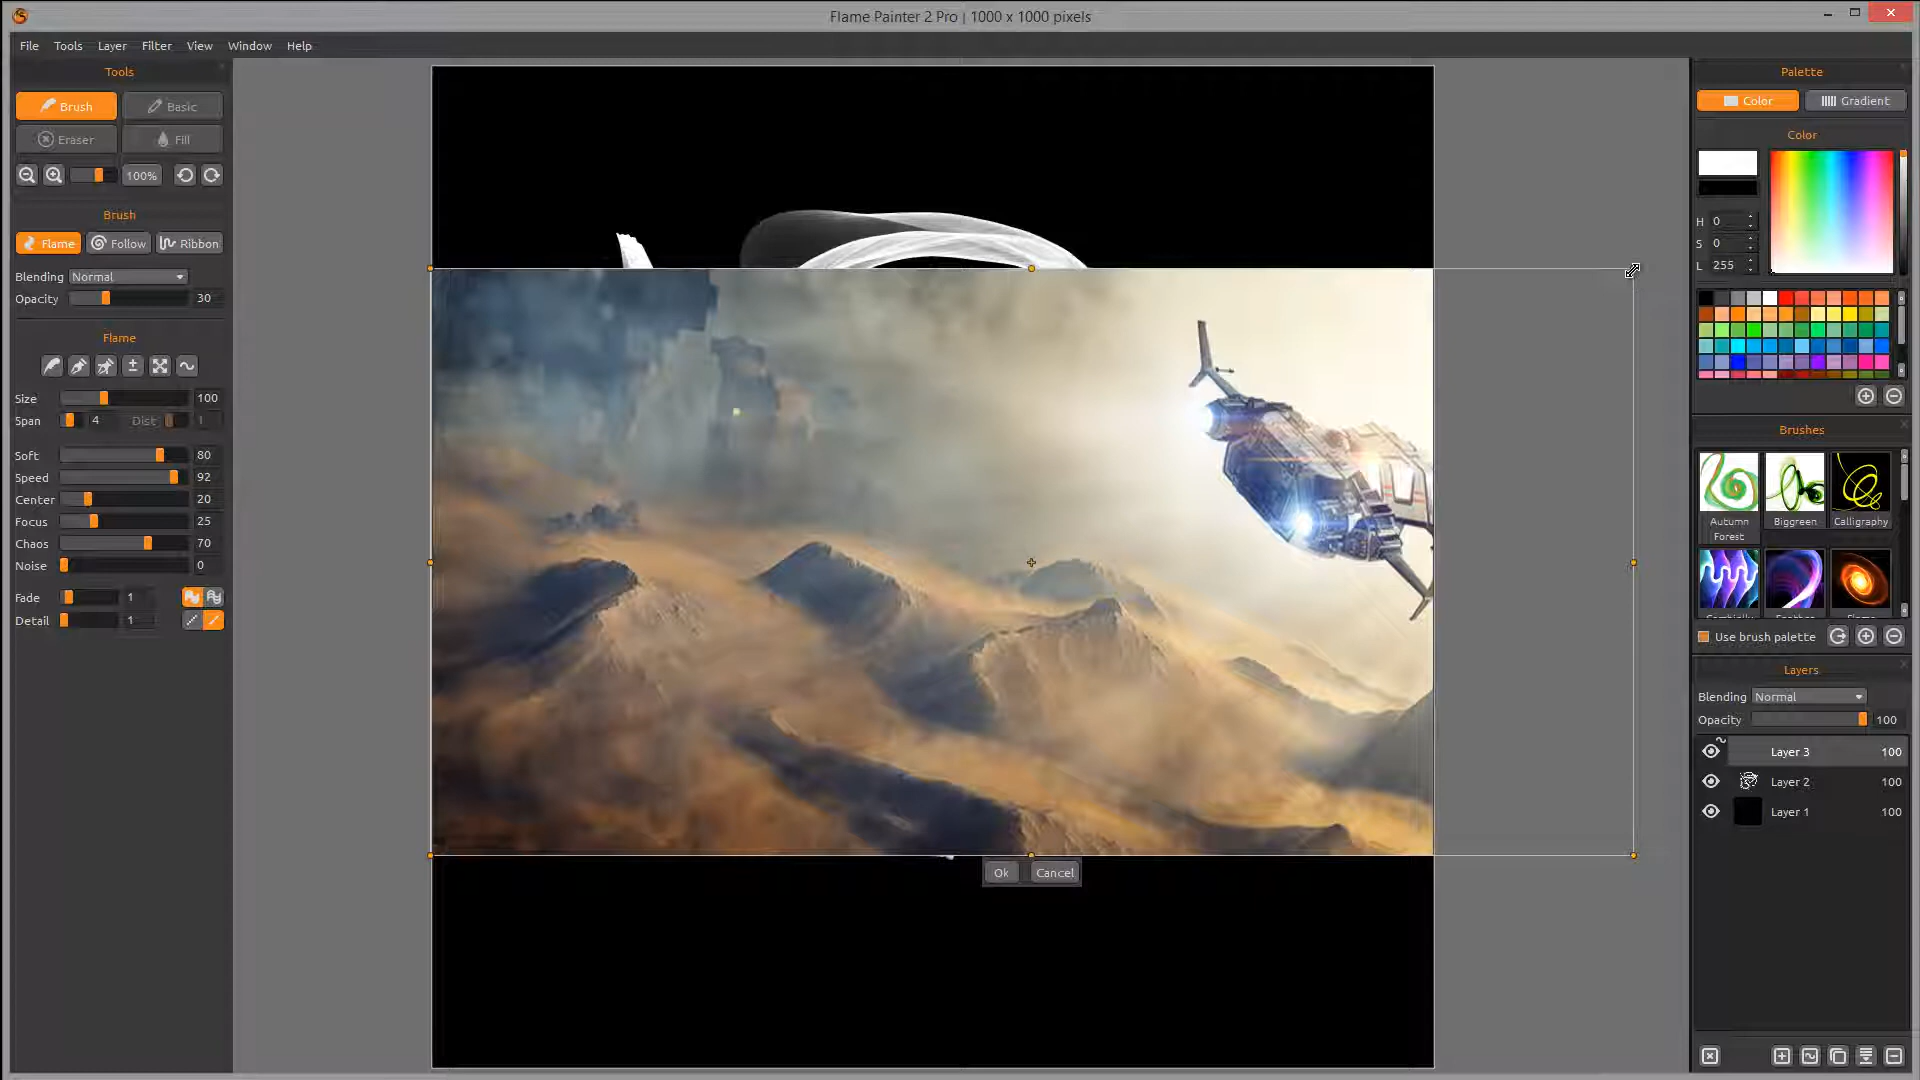 Flame Painter 2 Pro | 1000 x 1000 pixels
File Tools Layer Filter View Window Help
Tools
Brush Basic
Eraser Fill
100%
Brush
Flame Follow Ribbon
Blending Normal
Opacity 30
Flame
Size 100
Span 4 Dist 1
Soft 80
Speed 92
Center 20
Focus 25
Chaos 70
Noise 0
Fade 1
Detail 1
Ok Cancel
Palette
Color Gradient
Color
H 0
S 0
L 255
Brushes
Autumn Forest
Biggreen
Calligraphy
Use brush palette
Layers
Blending Normal
Opacity 100
Layer 3 100
Layer 2 100
Layer 1 100